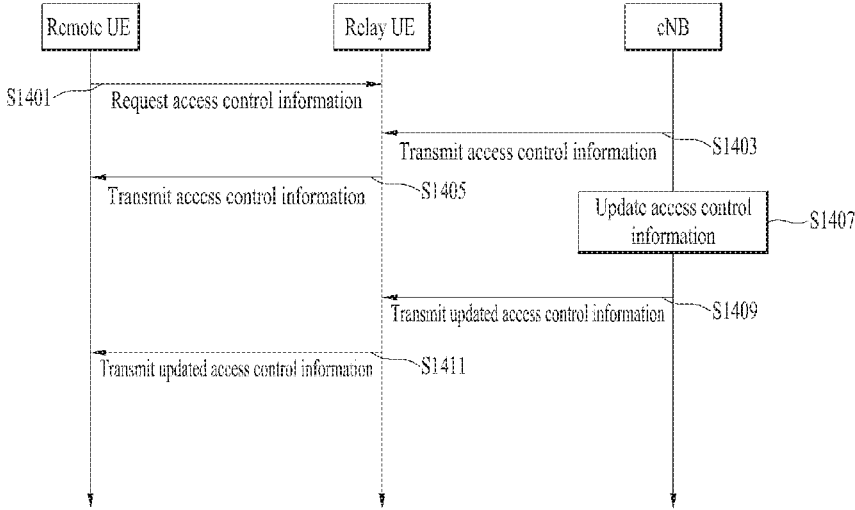 Remote UE
Relay UE
eNB
S1401
Request access control information
Transmit access control information
S1403
Transmit access control information
S1405
Update access control
information
S1407
Transmit updated access control information
S1409
Transmit updated access control information
S1411